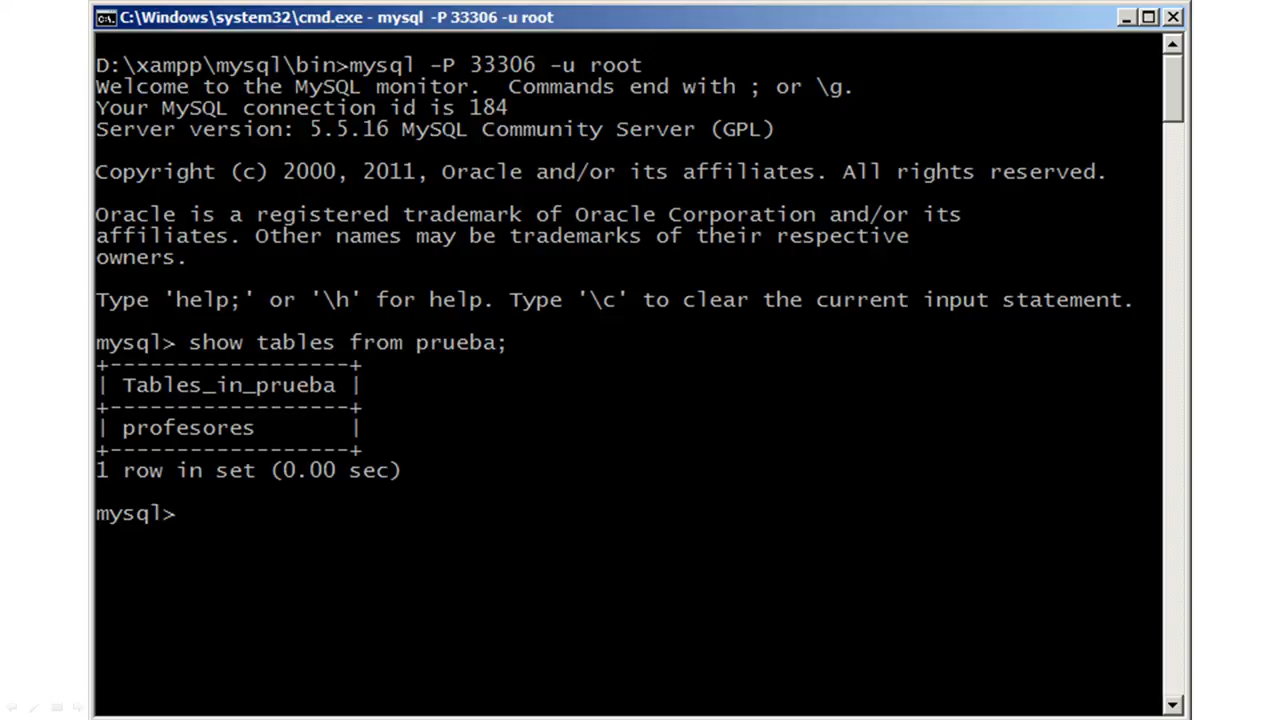 C:\Windows\system32\cmd.exe - mysql -P 33306 -u root
D:\xampp\mysql\bin>mysql -P 33306 -u root
Welcome to the MySQL monitor.  Commands end with ; or \g.
Your MySQL connection id is 184
Server version: 5.5.16 MySQL Community Server (GPL)
Copyright (c) 2000, 2011, Oracle and/or its affiliates. All rights reserved.
Oracle is a registered trademark of Oracle Corporation and/or its
affiliates. Other names may be trademarks of their respective
owners.
Type 'help;' or '\h' for help. Type '\c' to clear the current input statement.
mysql> show tables from prueba;
+------------------+
| Tables_in_prueba |
+------------------+
| profesores       |
+------------------+
1 row in set (0.00 sec)
mysql>